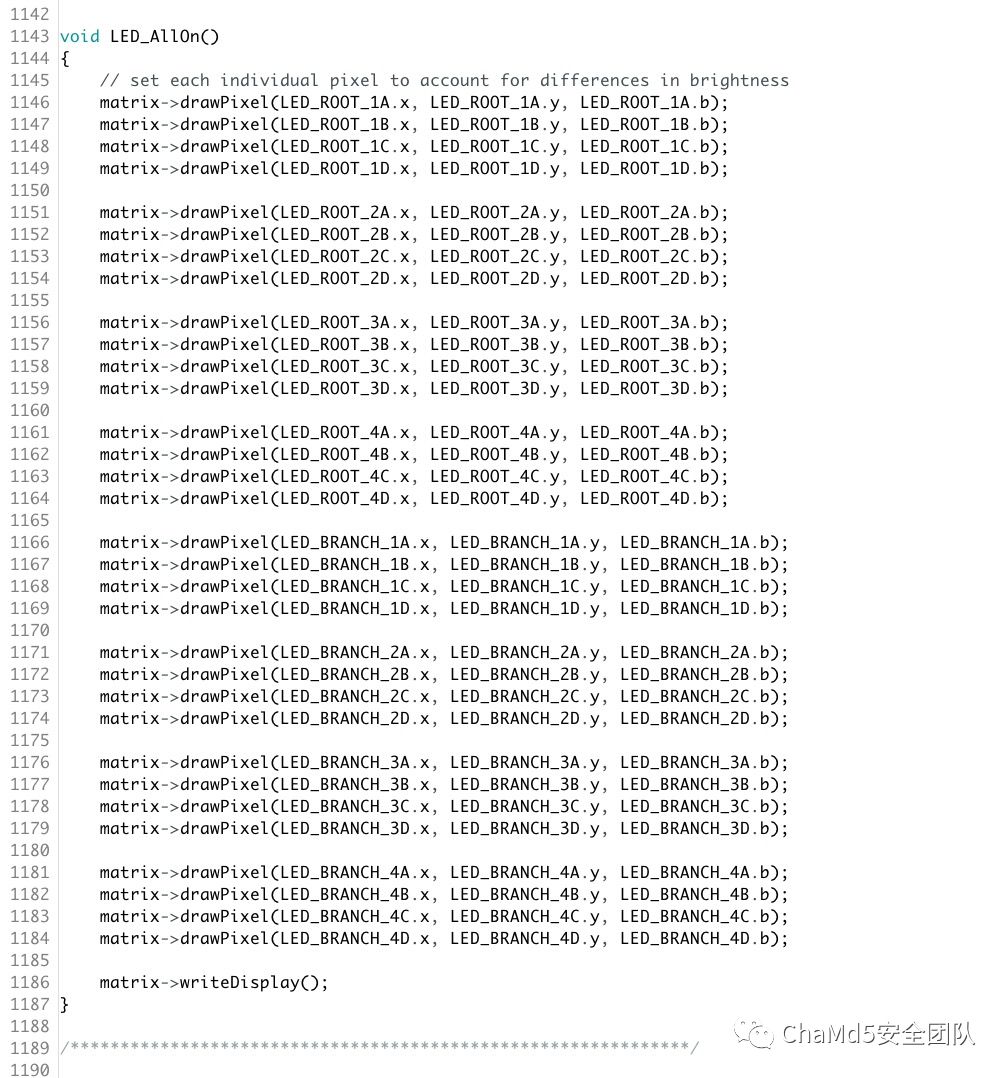 1142
1143 void LED_AllOn()
1144 {
1145     // set each individual pixel to account for differences in brightness
1146     matrix->drawPixel(LED_ROOT_1A.x, LED_ROOT_1A.y, LED_ROOT_1A.b);
1147     matrix->drawPixel(LED_ROOT_1B.x, LED_ROOT_1B.y, LED_ROOT_1B.b);
1148     matrix->drawPixel(LED_ROOT_1C.x, LED_ROOT_1C.y, LED_ROOT_1C.b);
1149     matrix->drawPixel(LED_ROOT_1D.x, LED_ROOT_1D.y, LED_ROOT_1D.b);
1150
1151     matrix->drawPixel(LED_ROOT_2A.x, LED_ROOT_2A.y, LED_ROOT_2A.b);
1152     matrix->drawPixel(LED_ROOT_2B.x, LED_ROOT_2B.y, LED_ROOT_2B.b);
1153     matrix->drawPixel(LED_ROOT_2C.x, LED_ROOT_2C.y, LED_ROOT_2C.b);
1154     matrix->drawPixel(LED_ROOT_2D.x, LED_ROOT_2D.y, LED_ROOT_2D.b);
1155
1156     matrix->drawPixel(LED_ROOT_3A.x, LED_ROOT_3A.y, LED_ROOT_3A.b);
1157     matrix->drawPixel(LED_ROOT_3B.x, LED_ROOT_3B.y, LED_ROOT_3B.b);
1158     matrix->drawPixel(LED_ROOT_3C.x, LED_ROOT_3C.y, LED_ROOT_3C.b);
1159     matrix->drawPixel(LED_ROOT_3D.x, LED_ROOT_3D.y, LED_ROOT_3D.b);
1160
1161     matrix->drawPixel(LED_ROOT_4A.x, LED_ROOT_4A.y, LED_ROOT_4A.b);
1162     matrix->drawPixel(LED_ROOT_4B.x, LED_ROOT_4B.y, LED_ROOT_4B.b);
1163     matrix->drawPixel(LED_ROOT_4C.x, LED_ROOT_4C.y, LED_ROOT_4C.b);
1164     matrix->drawPixel(LED_ROOT_4D.x, LED_ROOT_4D.y, LED_ROOT_4D.b);
1165
1166     matrix->drawPixel(LED_BRANCH_1A.x, LED_BRANCH_1A.y, LED_BRANCH_1A.b);
1167     matrix->drawPixel(LED_BRANCH_1B.x, LED_BRANCH_1B.y, LED_BRANCH_1B.b);
1168     matrix->drawPixel(LED_BRANCH_1C.x, LED_BRANCH_1C.y, LED_BRANCH_1C.b);
1169     matrix->drawPixel(LED_BRANCH_1D.x, LED_BRANCH_1D.y, LED_BRANCH_1D.b);
1170
1171     matrix->drawPixel(LED_BRANCH_2A.x, LED_BRANCH_2A.y, LED_BRANCH_2A.b);
1172     matrix->drawPixel(LED_BRANCH_2B.x, LED_BRANCH_2B.y, LED_BRANCH_2B.b);
1173     matrix->drawPixel(LED_BRANCH_2C.x, LED_BRANCH_2C.y, LED_BRANCH_2C.b);
1174     matrix->drawPixel(LED_BRANCH_2D.x, LED_BRANCH_2D.y, LED_BRANCH_2D.b);
1175
1176     matrix->drawPixel(LED_BRANCH_3A.x, LED_BRANCH_3A.y, LED_BRANCH_3A.b);
1177     matrix->drawPixel(LED_BRANCH_3B.x, LED_BRANCH_3B.y, LED_BRANCH_3B.b);
1178     matrix->drawPixel(LED_BRANCH_3C.x, LED_BRANCH_3C.y, LED_BRANCH_3C.b);
1179     matrix->drawPixel(LED_BRANCH_3D.x, LED_BRANCH_3D.y, LED_BRANCH_3D.b);
1180
1181     matrix->drawPixel(LED_BRANCH_4A.x, LED_BRANCH_4A.y, LED_BRANCH_4A.b);
1182     matrix->drawPixel(LED_BRANCH_4B.x, LED_BRANCH_4B.y, LED_BRANCH_4B.b);
1183     matrix->drawPixel(LED_BRANCH_4C.x, LED_BRANCH_4C.y, LED_BRANCH_4C.b);
1184     matrix->drawPixel(LED_BRANCH_4D.x, LED_BRANCH_4D.y, LED_BRANCH_4D.b);
1185
1186     matrix->writeDisplay();
1187 }
1188
ChaMd5安全团队
1189 /**************************************************************/
1190